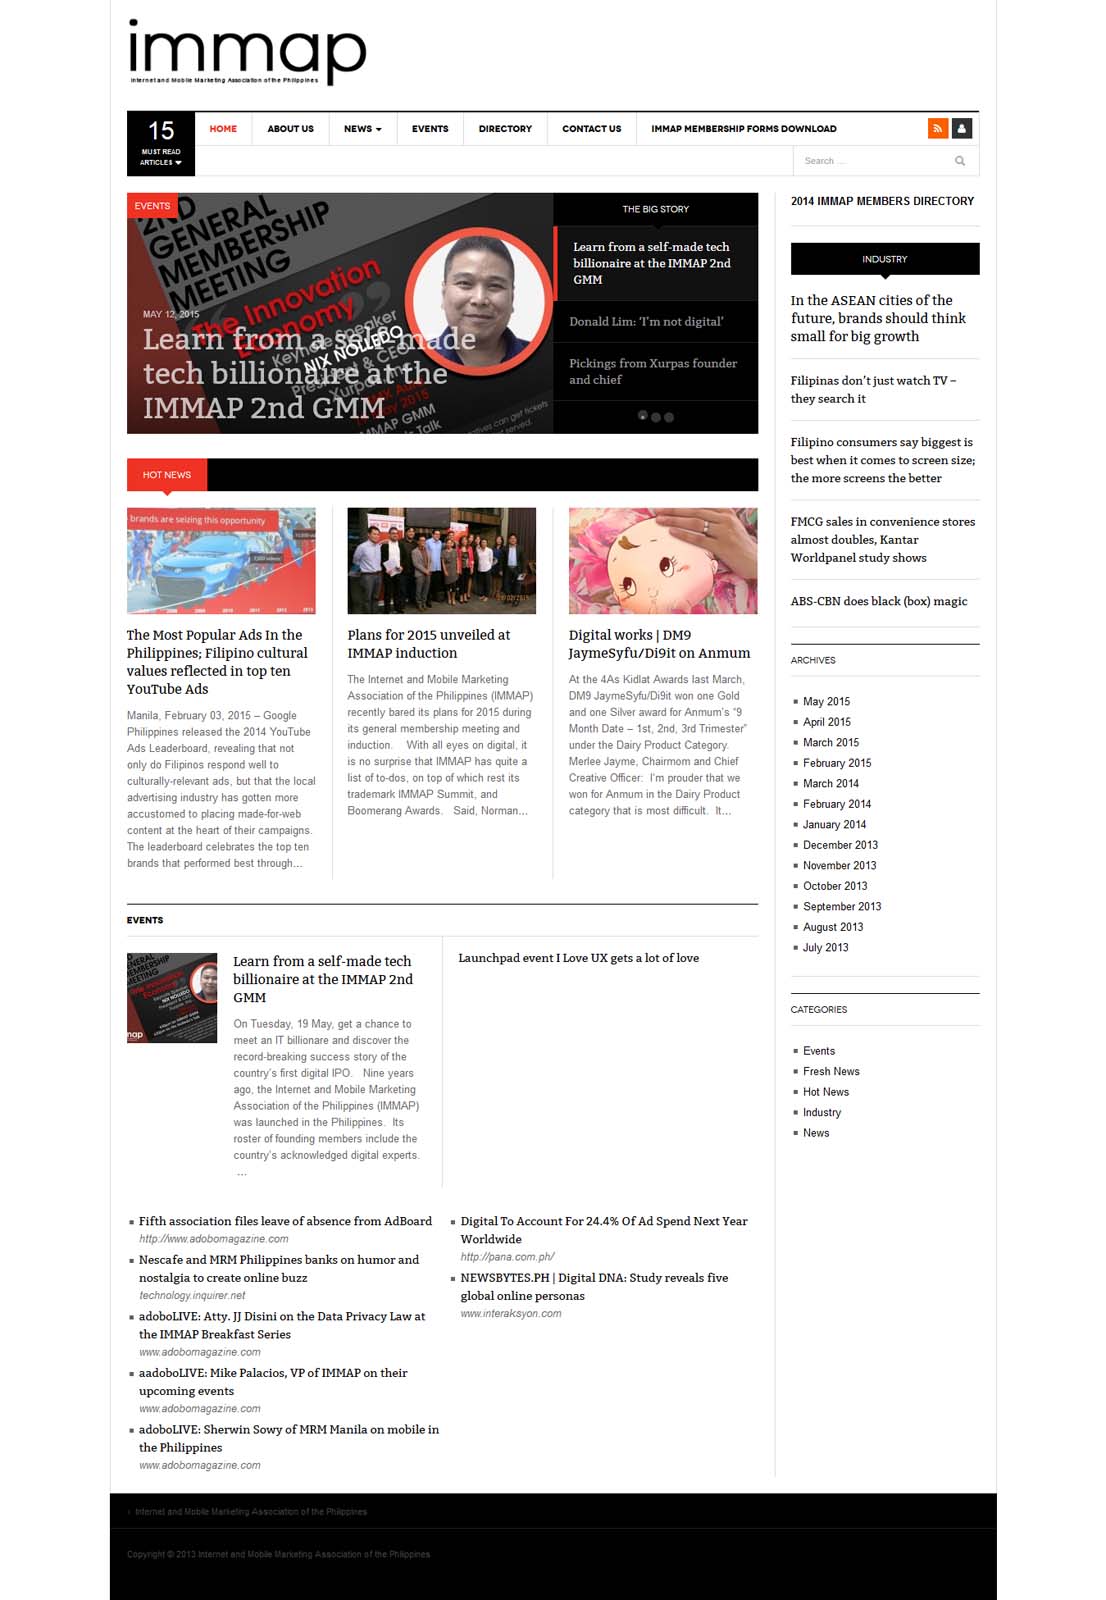 immap
Internet and Mobile Marketing Association of the Philippines
15
MUST READ
ARTICLES
HOME
ABOUT US
NEWS
EVENTS
DIRECTORY
CONTACT US
IMMAP MEMBERSHIP FORMS DOWNLOAD
Search ...
EVENTS
2ND
GENERAL
MEMBERSHIP
MEETING
The Innovation
Economy
Keynote Speaker
NIX NOLLEDO
President & CEO
Xurpas Inc.
MAY 12, 2015
Learn from a self-made
tech billionaire at the
IMMAP 2nd GMM
THE BIG STORY
Learn from a self-made tech
billionaire at the IMMAP 2nd
GMM
Donald Lim: ‘I’m not digital’
Pickings from Xurpas founder
and chief
2014 IMMAP MEMBERS DIRECTORY
INDUSTRY
In the ASEAN cities of the
future, brands should think
small for big growth
Filipinas don’t just watch TV –
they search it
Filipino consumers say biggest is
best when it comes to screen size;
the more screens the better
FMCG sales in convenience stores
almost doubles, Kantar
Worldpanel study shows
ABS-CBN does black (box) magic
ARCHIVES
May 2015
April 2015
March 2015
February 2015
March 2014
February 2014
January 2014
December 2013
November 2013
October 2013
September 2013
August 2013
July 2013
CATEGORIES
Events
Fresh News
Hot News
Industry
News
HOT NEWS
brands are seizing this opportunity
The Most Popular Ads In the
Philippines; Filipino cultural
values reflected in top ten
YouTube Ads
Manila, February 03, 2015 – Google
Philippines released the 2014 YouTube
Ads Leaderboard, revealing that not
only do Filipinos respond well to
culturally-relevant ads, but that the local
advertising industry has gotten more
accustomed to placing made-for-web
content at the heart of their campaigns.
The leaderboard celebrates the top ten
brands that performed best through…
Plans for 2015 unveiled at
IMMAP induction
The Internet and Mobile Marketing
Association of the Philippines (IMMAP)
recently bared its plans for 2015 during
its general membership meeting and
induction. With all eyes on digital, it
is no surprise that IMMAP has quite a
list of to-dos, on top of which rest its
trademark IMMAP Summit, and
Boomerang Awards. Said, Norman…
Digital works | DM9
JaymeSyfu/Di9it on Anmum
At the 4As Kidlat Awards last March,
DM9 JaymeSyfu/Di9it won one Gold
and one Silver award for Anmum’s “9
Month Date – 1st, 2nd, 3rd Trimester”
under the Dairy Product Category.
Merlee Jayme, Chairmom and Chief
Creative Officer: I’m prouder that we
won for Anmum in the Dairy Product
category that is most difficult. It…
EVENTS
Learn from a self-made tech
billionaire at the IMMAP 2nd
GMM
On Tuesday, 19 May, get a chance to
meet an IT billionare and discover the
record-breaking success story of the
country’s first digital IPO. Nine years
ago, the Internet and Mobile Marketing
Association of the Philippines (IMMAP)
was launched in the Philippines. Its
roster of founding members include the
country’s acknowledged digital experts.
…
Launchpad event I Love UX gets a lot of love
Fifth association files leave of absence from AdBoard
http://www.adobomagazine.com
Nescafe and MRM Philippines banks on humor and
nostalgia to create online buzz
technology.inquirer.net
adoboLIVE: Atty. JJ Disini on the Data Privacy Law at
the IMMAP Breakfast Series
www.adobomagazine.com
aadoboLIVE: Mike Palacios, VP of IMMAP on their
upcoming events
www.adobomagazine.com
adoboLIVE: Sherwin Sowy of MRM Manila on mobile in
the Philippines
www.adobomagazine.com
Digital To Account For 24.4% Of Ad Spend Next Year
Worldwide
http://pana.com.ph/
NEWSBYTES.PH | Digital DNA: Study reveals five
global online personas
www.interaksyon.com
Internet and Mobile Marketing Association of the Philippines
Copyright © 2013 Internet and Mobile Marketing Association of the Philippines